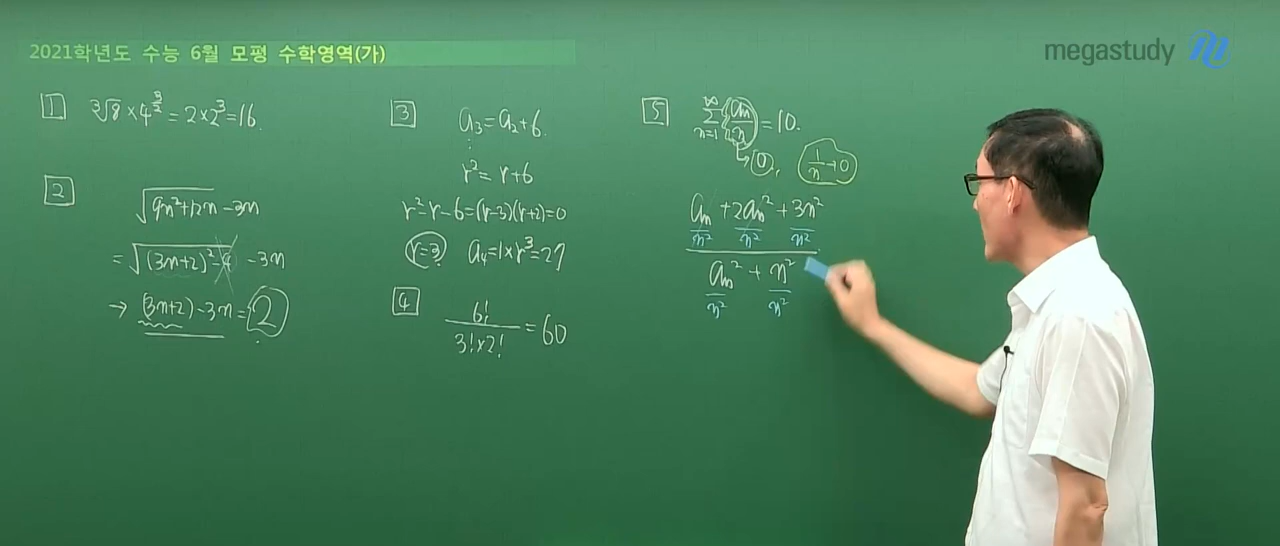 2021학년도 수능 6월 모평 수학영역(가)
megastudy
1
∛8 × 4^(3/2) = 2 × 2³ = 16.
2
√(9n²+12n) − 3n
= √((3n+2)²−4) − 3n
→ (3n+2) − 3n = 2
3
a₃ = a₂ + 6.
r² = r + 6
r² − r − 6 = (r−3)(r+2) = 0
r=3 a₄ = 1 × r³ = 27
4
6!/(3!×2!) = 60
5
∑_{n=1}^{∞} aₙ/n = 10.
→ 0, 1/n → 0
aₙ/n² + 2aₙ²/n² + 3n²/n²
aₙ²/n² + n²/n²